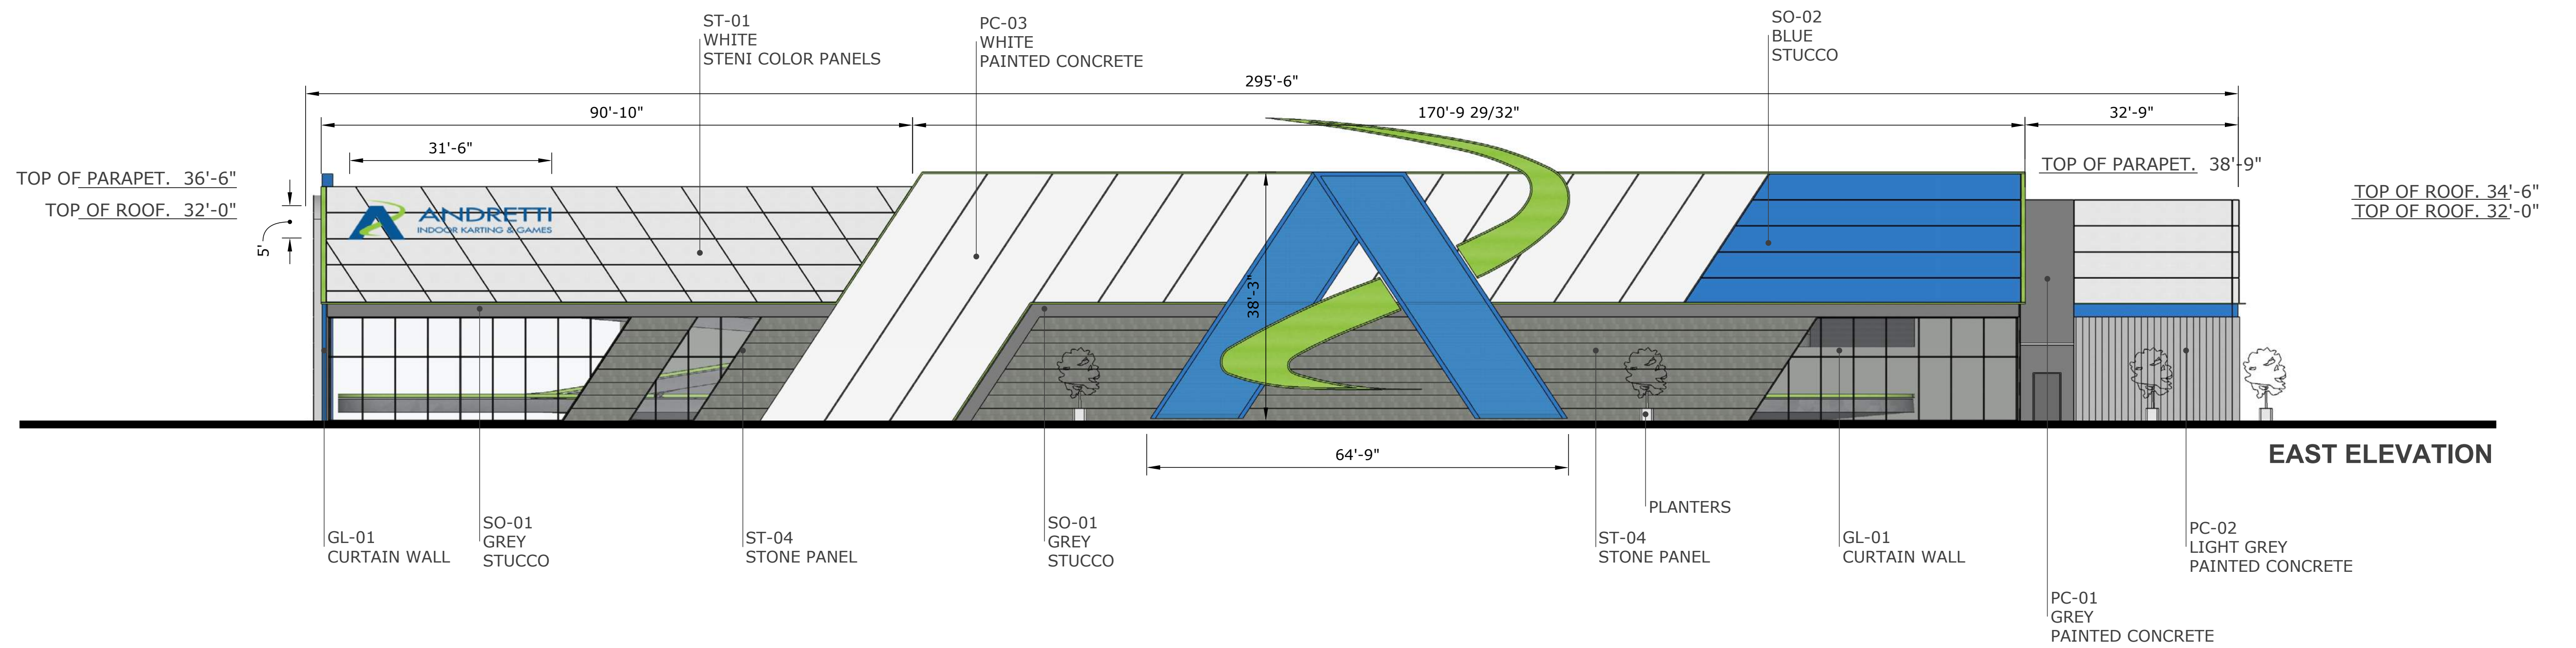 ST-01
WHITE
STENI COLOR PANELS
PC-03
WHITE
PAINTED CONCRETE
SO-02
BLUE
STUCCO
295'-6"
90'-10"
170'-9 29/32"
32'-9"
31'-6"
TOP OF PARAPET. 36'-6"
TOP OF ROOF. 32'-0"
5'
ANDRETTI
INDOOR KARTING & GAMES
38'-3"
TOP OF PARAPET. 38'-9"
TOP OF ROOF. 34'-6"
TOP OF ROOF. 32'-0"
64'-9"
EAST ELEVATION
GL-01
CURTAIN WALL
SO-01
GREY
STUCCO
ST-04
STONE PANEL
SO-01
GREY
STUCCO
ST-04
STONE PANEL
PLANTERS
GL-01
CURTAIN WALL
PC-02
LIGHT GREY
PAINTED CONCRETE
PC-01
GREY
PAINTED CONCRETE